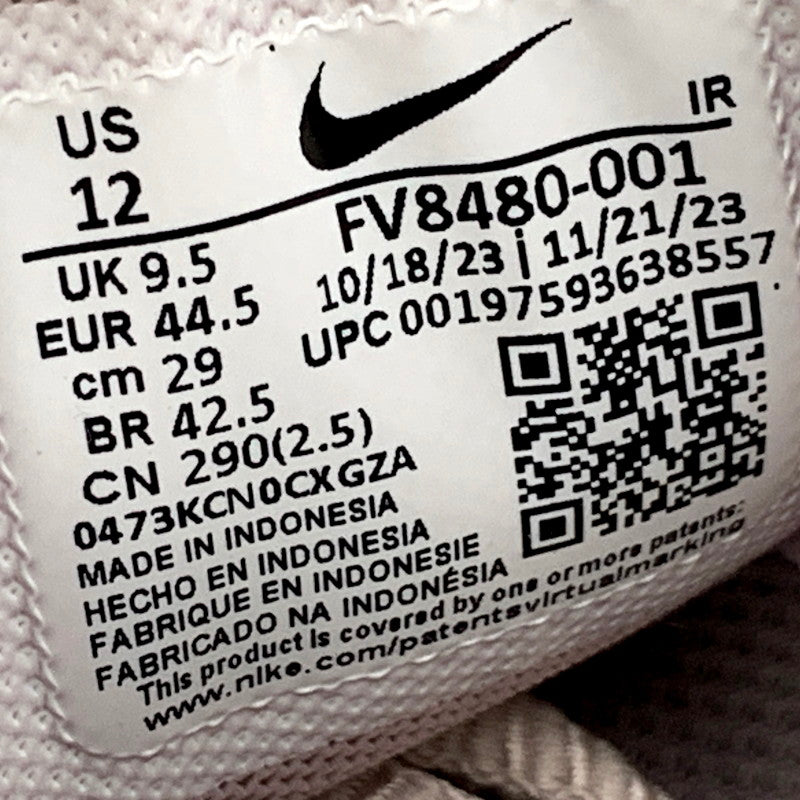 US
12
IR
FV8480-001
10/18/23 | 11/21/23
UPC 00197593638557
UK 9.5
EUR 44.5
cm 29
BR 42.5
CN 290(2.5)
0473KCN0CXGZA
MADE IN INDONESIA
HECHO EN INDONESIA
FABRIQUE EN INDONESIE
FABRICADO NA INDONÉSIA
This product is covered by one or more patents:
www.nike.com/patentsvirtualmarking